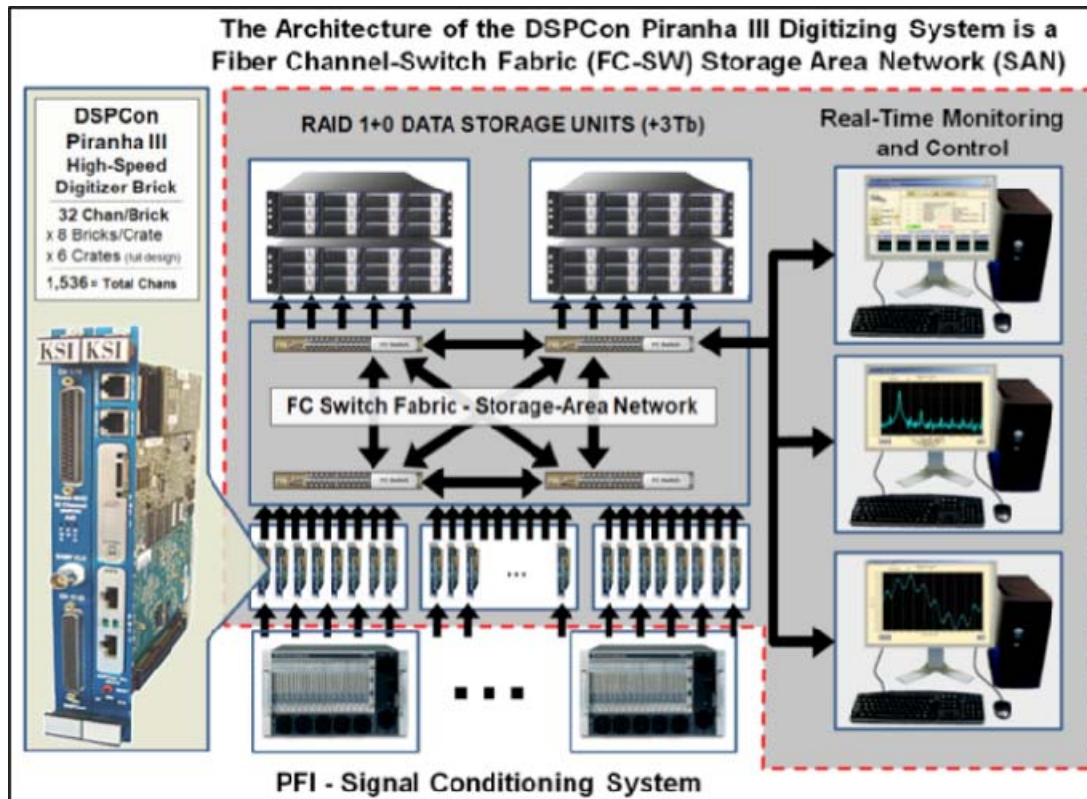 The Architecture of the DSPCon Piranha III Digitizing System is a
Fiber Channel-Switch Fabric (FC-SW) Storage Area Network (SAN)
DSPCon
Piranha III
High-Speed
Digitizer Brick
32 Chan/Brick
x 8 Bricks/Crate
x 6 Crates (full design)
1,536 = Total Chans
KSI KSI
RAID 1+0 DATA STORAGE UNITS (+3Tb)
Real-Time Monitoring
and Control
FC Switch
FC Switch
FC Switch Fabric - Storage-Area Network
FC Switch
FC Switch
...
PFI - Signal Conditioning System